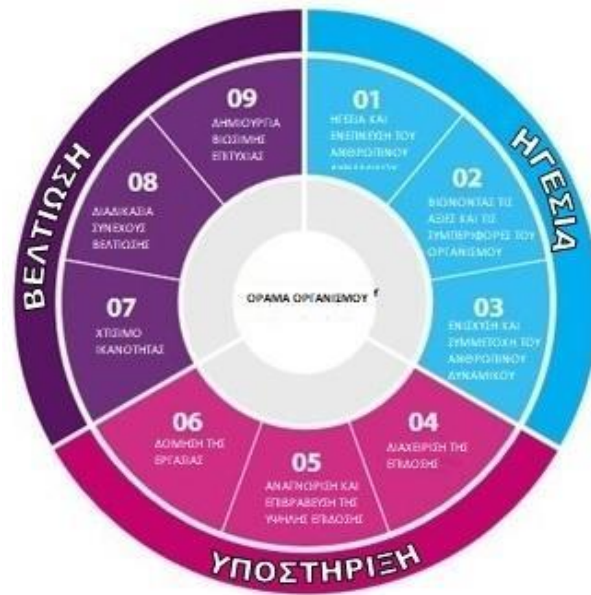 ΗΓΕΣΙΑ
01
ΗΓΕΣΙΑ ΚΑΙ
ΕΝΕΠΝΕΥΣΗ ΤΟΥ
ΑΝΘΡΩΠΙΝΟΥ
02
ΒΙΩΝΟΝΤΑΣ ΤΙΣ
ΑΞΙΕΣ ΚΑΙ ΤΙΣ
ΣΥΜΠΕΡΙΦΟΡΕΣ ΤΟΥ
ΟΡΓΑΝΙΣΜΟΥ
03
ΕΝΙΣΧΥΣΗ ΚΑΙ
ΣΥΜΜΕΤΟΧΗ ΤΟΥ
ΑΝΘΡΩΠΙΝΟΥ
ΔΥΝΑΜΙΚΟΥ
ΥΠΟΣΤΗΡΙΞΗ
04
ΔΙΑΧΕΙΡΙΣΗ ΤΗΣ
ΕΠΙΔΟΣΗΣ
05
ΑΝΑΓΝΩΡΙΣΗ ΚΑΙ
ΕΠΙΒΡΑΒΕΥΣΗ ΤΗΣ
ΥΨΗΛΗΣ ΕΠΙΔΟΣΗΣ
06
ΔΟΜΗΣΗ ΤΗΣ
ΕΡΓΑΣΙΑΣ
ΒΕΛΤΙΩΣΗ
07
ΧΤΙΣΙΜΟ
ΙΚΑΝΟΤΗΤΑΣ
08
ΔΙΑΔΙΚΑΣΙΑ
ΣΥΝΕΧΟΥΣ
ΒΕΛΤΙΩΣΗΣ
09
ΔΗΜΙΟΥΡΓΙΑ
ΒΙΩΣΙΜΗΣ
ΕΠΙΤΥΧΙΑΣ
ΟΡΑΜΑ ΟΡΓΑΝΙΣΜΟΥ